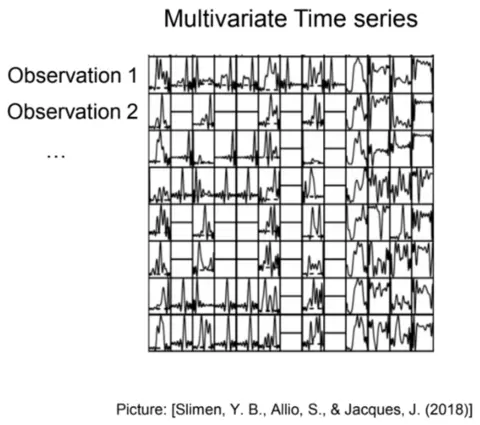 Multivariate Time series
Observation 1
Observation 2
...
Picture: [Slimen, Y. B., Allio, S., & Jacques, J. (2018)]